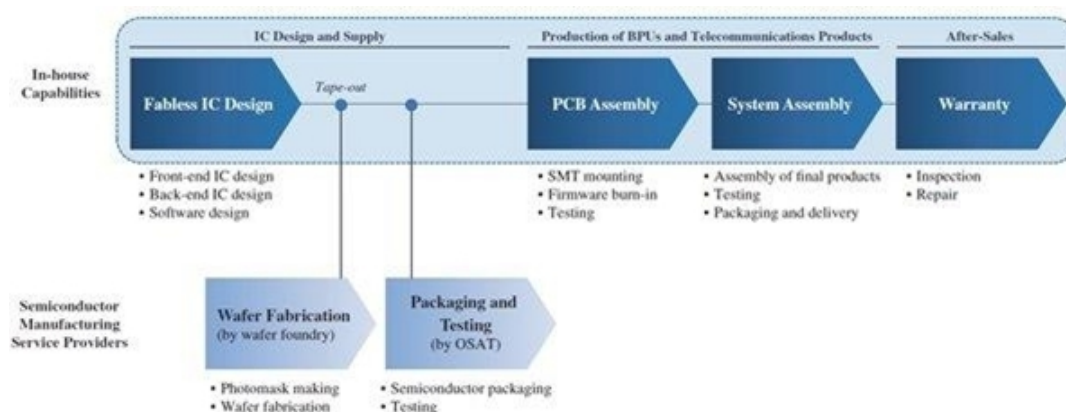 IC Design and Supply
Production of BPUs and Telecommunications Products
After-Sales
In-house
Capabilities
Fabless IC Design
Tape-out
PCB Assembly
System Assembly
Warranty
• Front-end IC design
• Back-end IC design
• Software design
• SMT mounting
• Firmware burn-in
• Testing
• Assembly of final products
• Testing
• Packaging and delivery
• Inspection
• Repair
Semiconductor
Manufacturing
Service Providers
Wafer Fabrication
(by wafer foundry)
Packaging and
Testing
(by OSAT)
• Photomask making
• Wafer fabrication
• Semiconductor packaging
• Testing